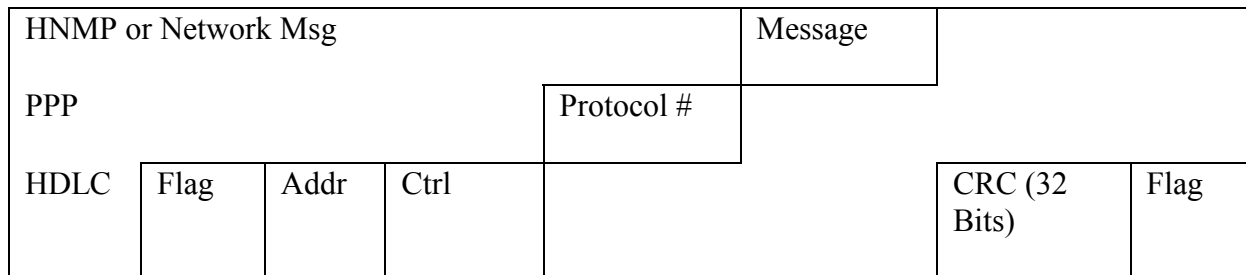 HNMP or Network Msg Message
PPP Protocol #
HDLC Flag Addr Ctrl CRC (32 Flag
Bits)